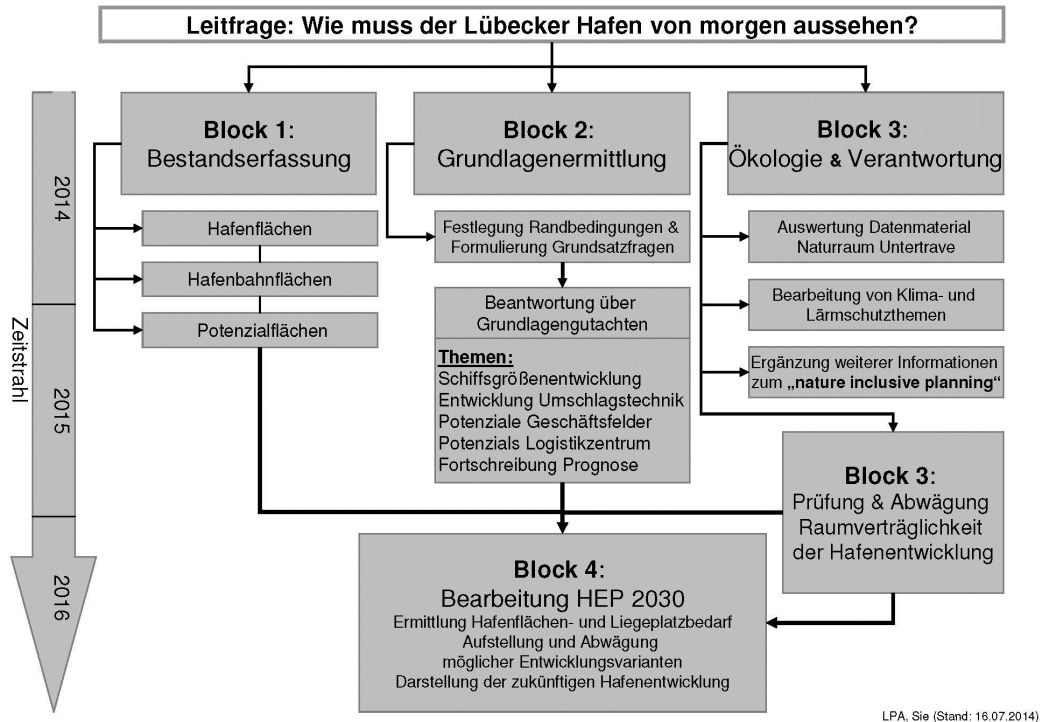 Leitfrage: Wie muss der Lübecker Hafen von morgen aussehen?
Zeitstrahl
2014
2015
2016
Block 1:
Bestandserfassung
Hafenflächen
Hafenbahnflächen
Potenzialflächen
Block 2:
Grundlagenermittlung
Festlegung Randbedingungen &
Formulierung Grundsatzfragen
Beantwortung über
Grundlagengutachten
Themen:
Schiffsgrößenentwicklung
Entwicklung Umschlagstechnik
Potenziale Geschäftsfelder
Potenzials Logistikzentrum
Fortschreibung Prognose
Block 3:
Ökologie & Verantwortung
Auswertung Datenmaterial
Naturraum Untertrave
Bearbeitung von Klima- und
Lärmschutzthemen
Ergänzung weiterer Informationen
zum „nature inclusive planning“
Block 3:
Prüfung & Abwägung
Raumverträglichkeit
der Hafenentwicklung
Block 4:
Bearbeitung HEP 2030
Ermittlung Hafenflächen- und Liegeplatzbedarf
Aufstellung und Abwägung
möglicher Entwicklungsvarianten
Darstellung der zukünftigen Hafenentwicklung
LPA, Sie (Stand: 16.07.2014)